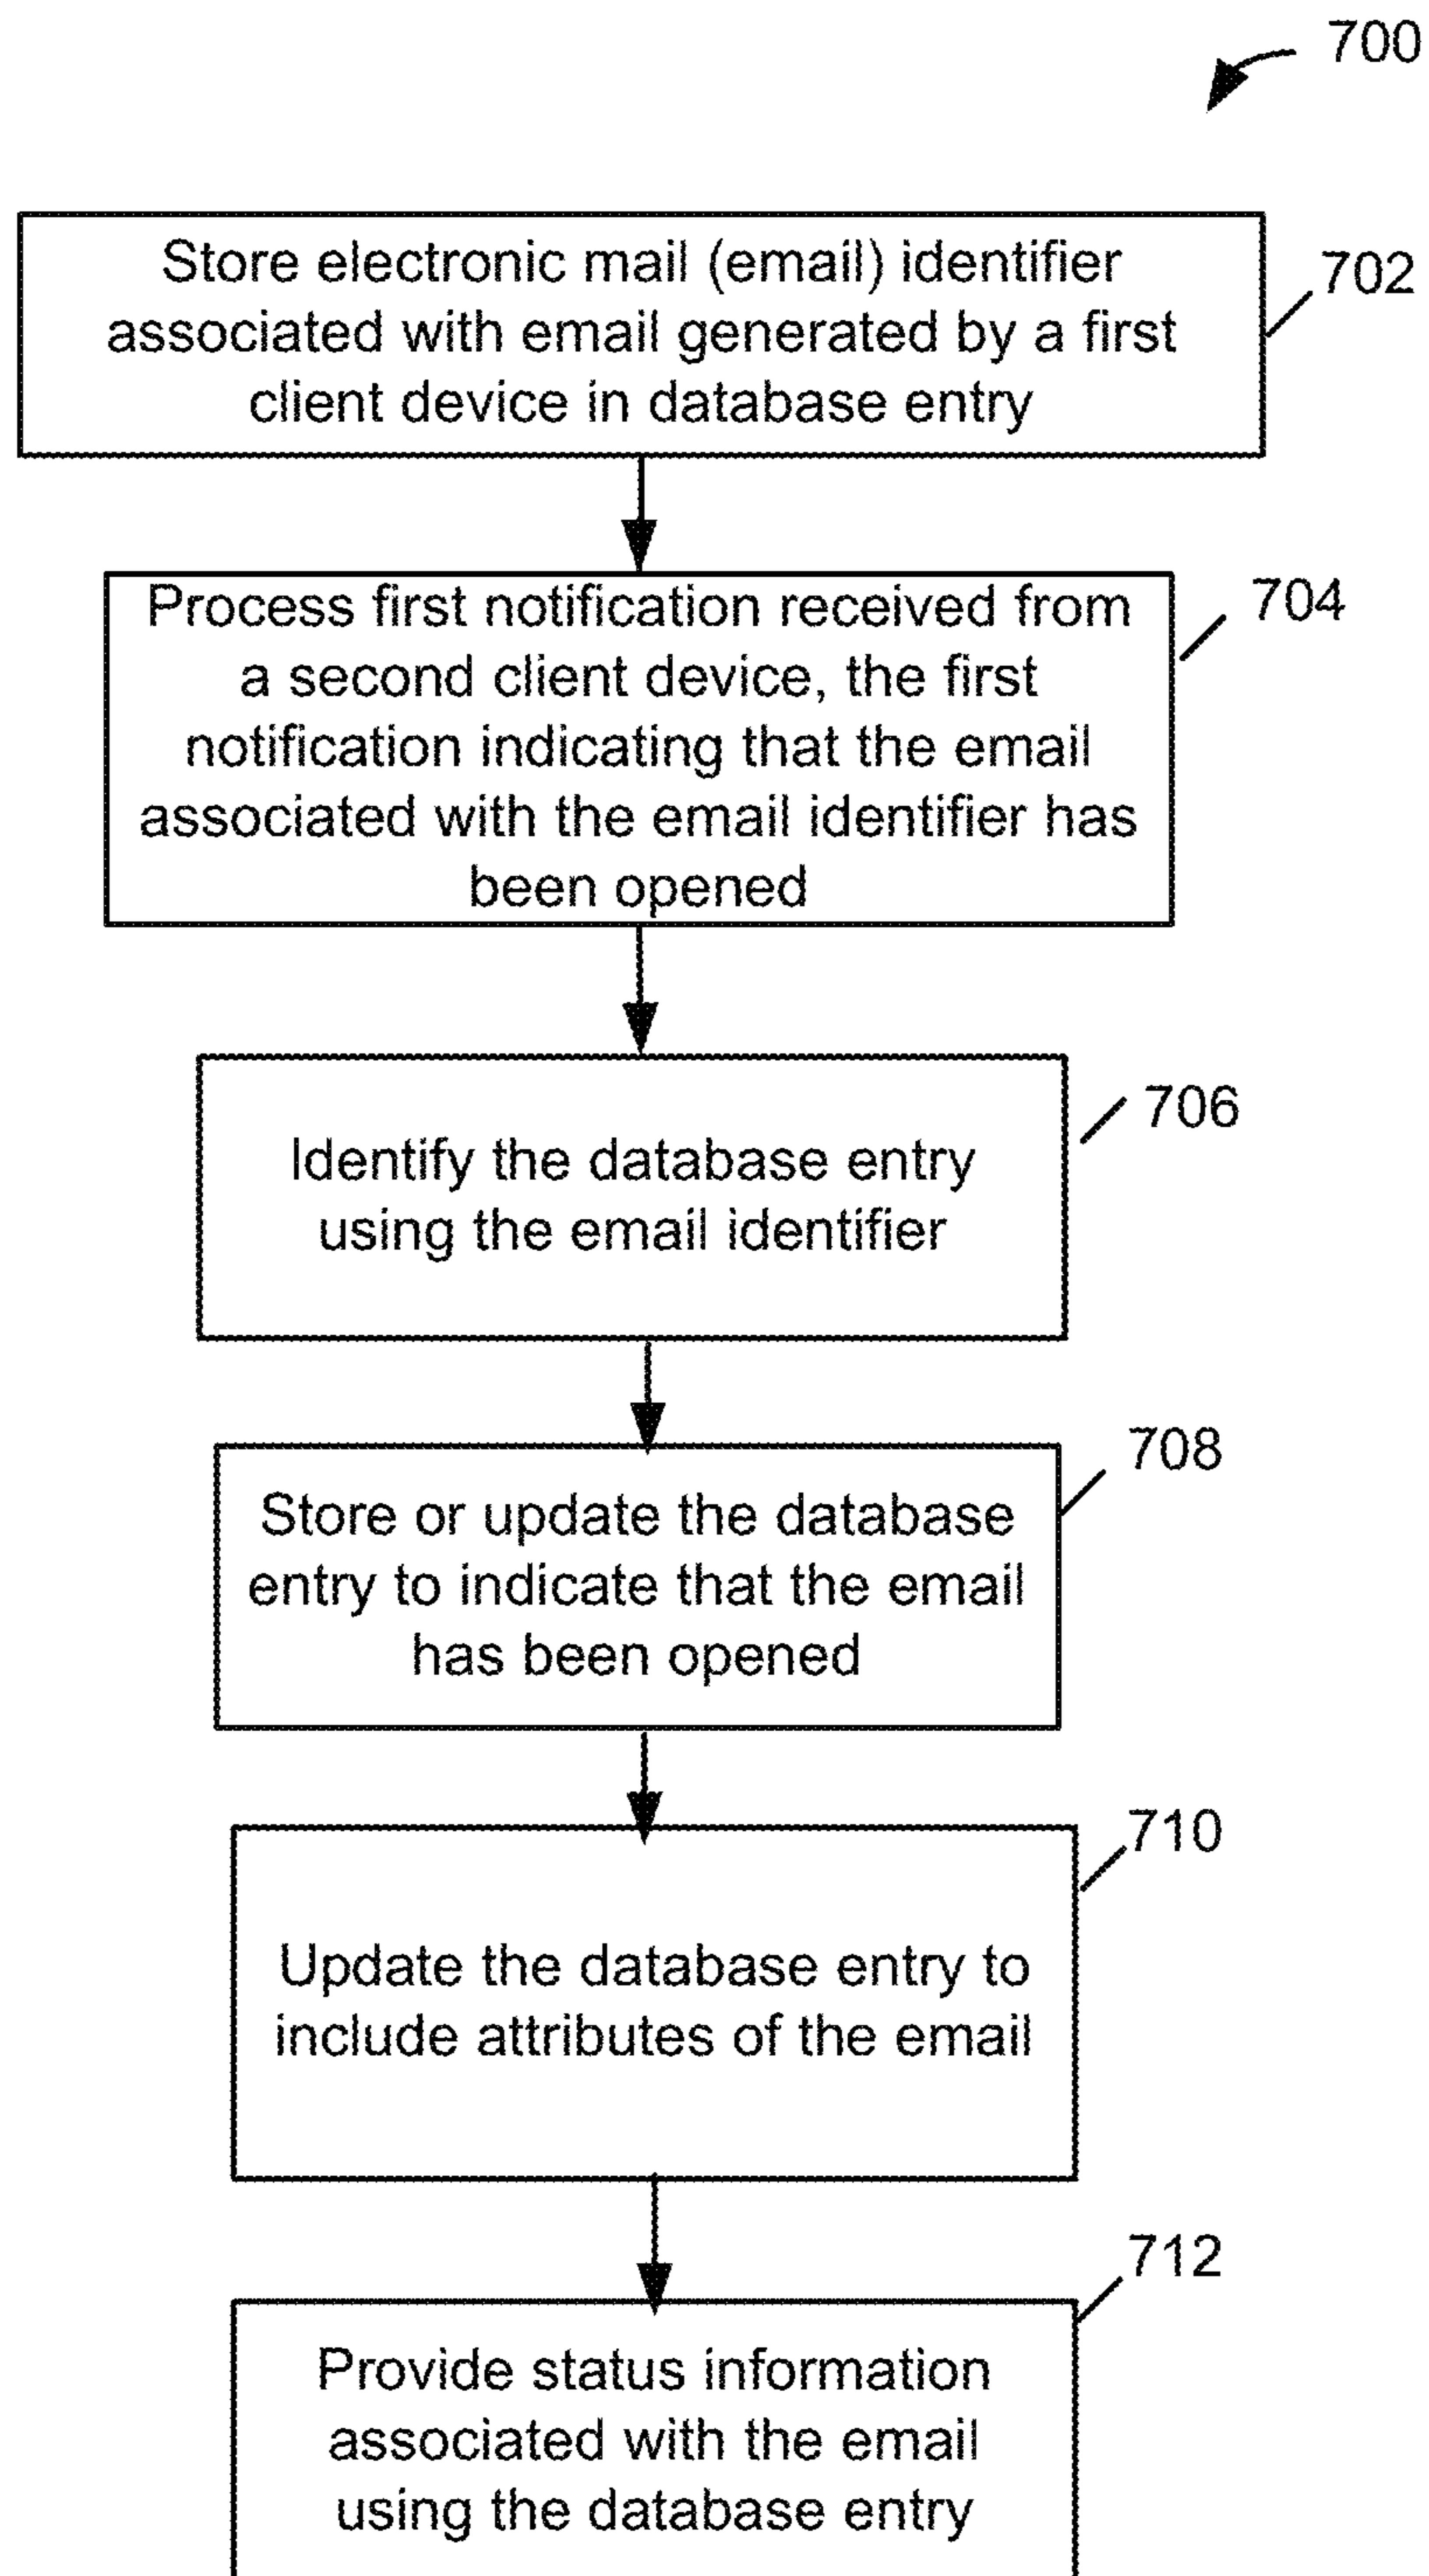 700
Store electronic mail (email) identifier
associated with email generated by a first
client device in database entry
702
Process first notification received from
a second client device, the first
notification indicating that the email
associated with the email identifier has
been opened
704
Identify the database entry
using the email identifier
706
Store or update the database
entry to indicate that the email
has been opened
708
Update the database entry to
include attributes of the email
710
Provide status information
associated with the email
using the database entry
712